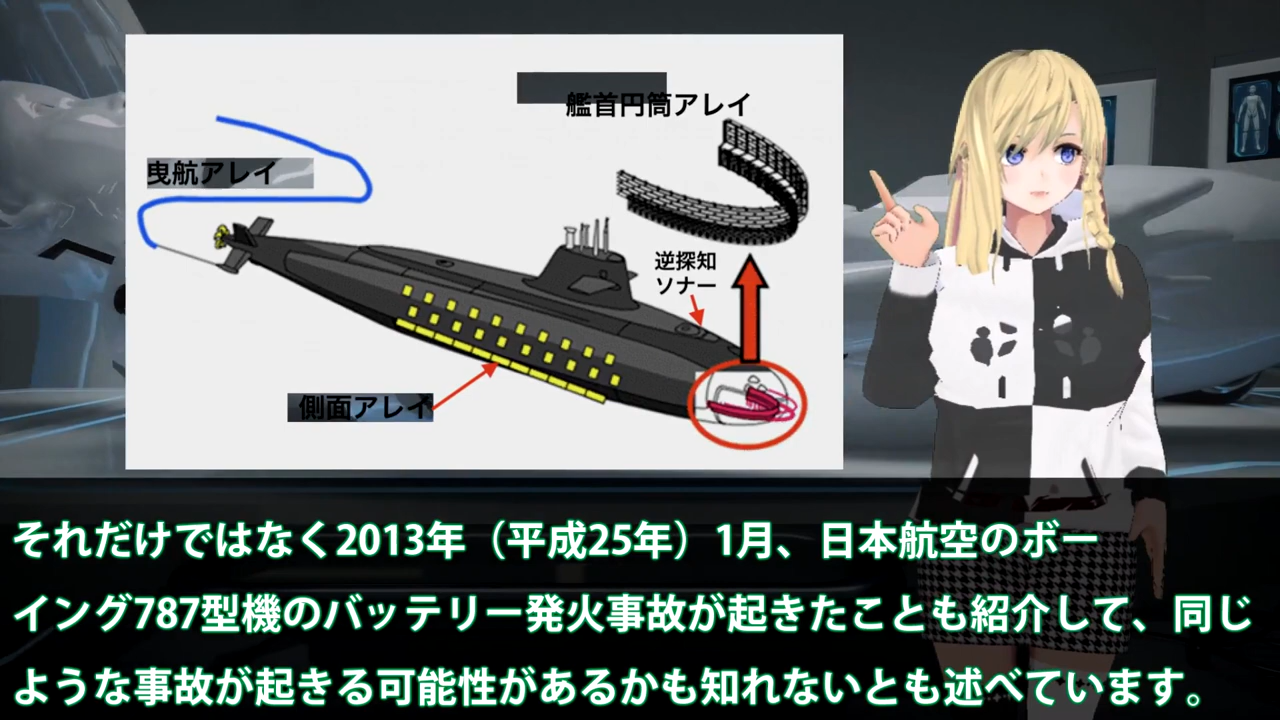 艦首円筒アレイ
曳航アレイ
逆探知
ソナー
側面アレイ
それだけではなく2013年（平成25年）1月、日本航空のボー
イング787型機のバッテリー発火事故が起きたことも紹介して、同じ
ような事故が起きる可能性があるかも知れないとも述べています。